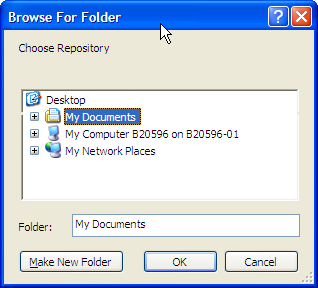 Browse For Folder
Choose Repository
Desktop
My Documents
My Computer B20596 on B20596-01
My Network Places
Folder: My Documents
Make New Folder OK Cancel